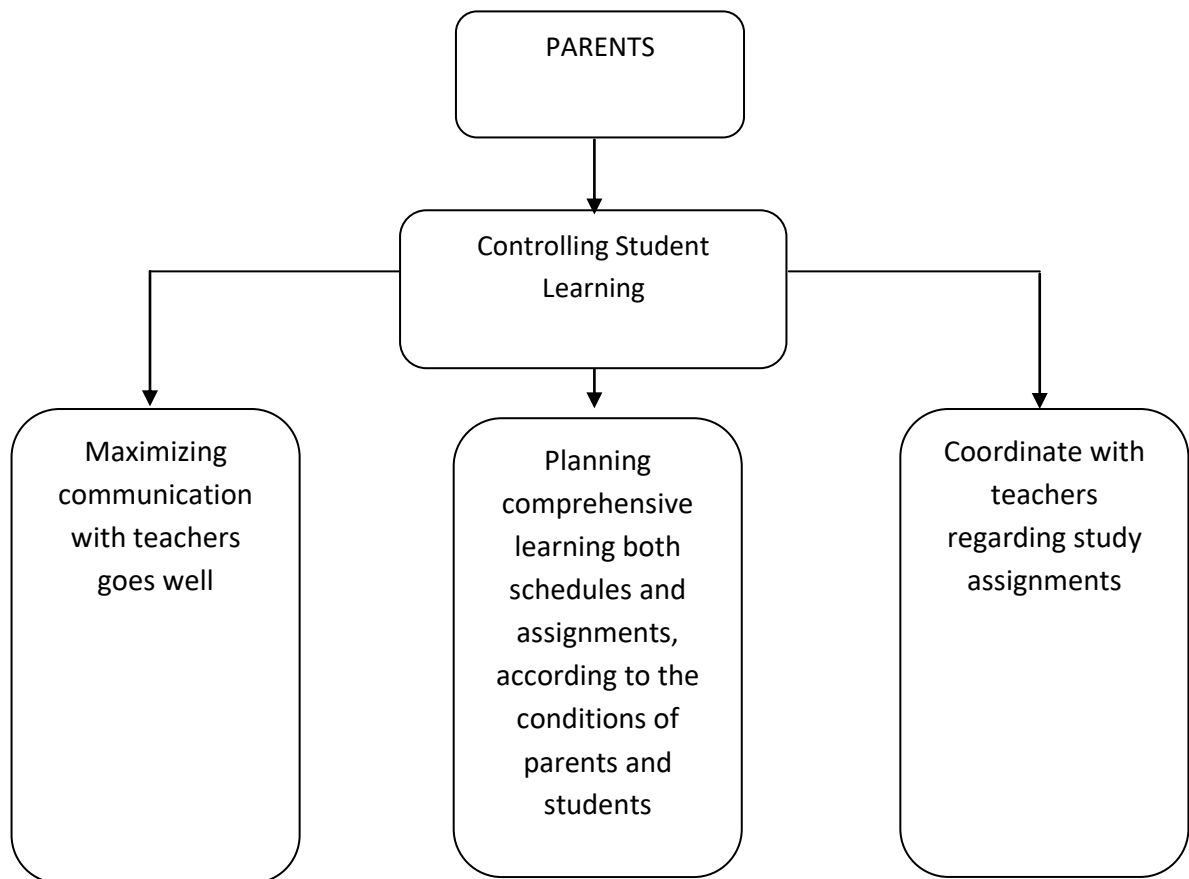 PARENTS
Controlling Student
Learning
Maximizing
communication
with teachers
goes well
Planning
comprehensive
learning both
schedules and
assignments,
according to the
conditions of
parents and
students
Coordinate with
teachers
regarding study
assignments